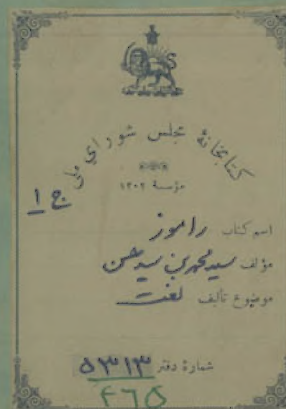 کتابخانهٔ مجلس شورای ملی
مؤسسهٔ ۱۳۰۲
ج ۱
اسم کتاب راموز
مؤلف سید محمد بن سید حسن
موضوع تألیف لغت
شمارهٔ دفتر ۵۳۱۳
۴۶۵